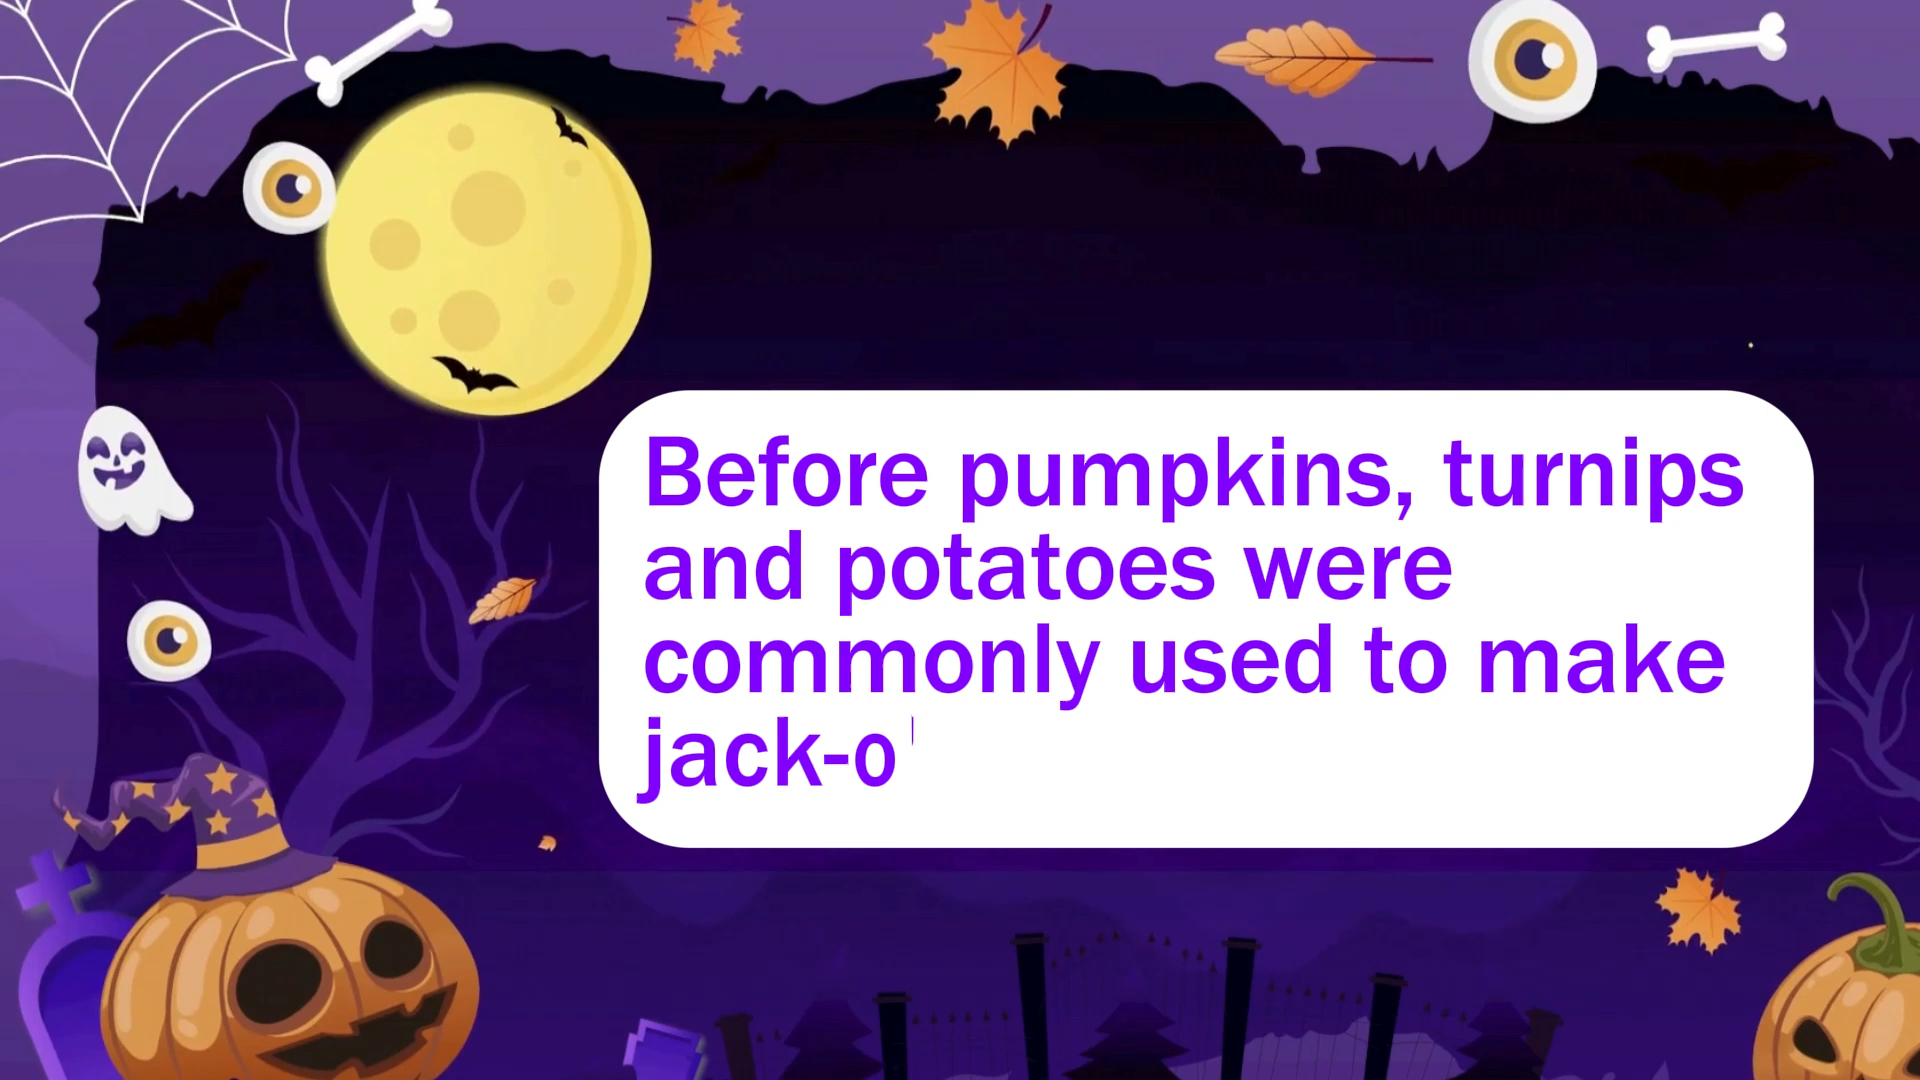 Before pumpkins, turnips
and potatoes were
commonly used to make
jack-o'